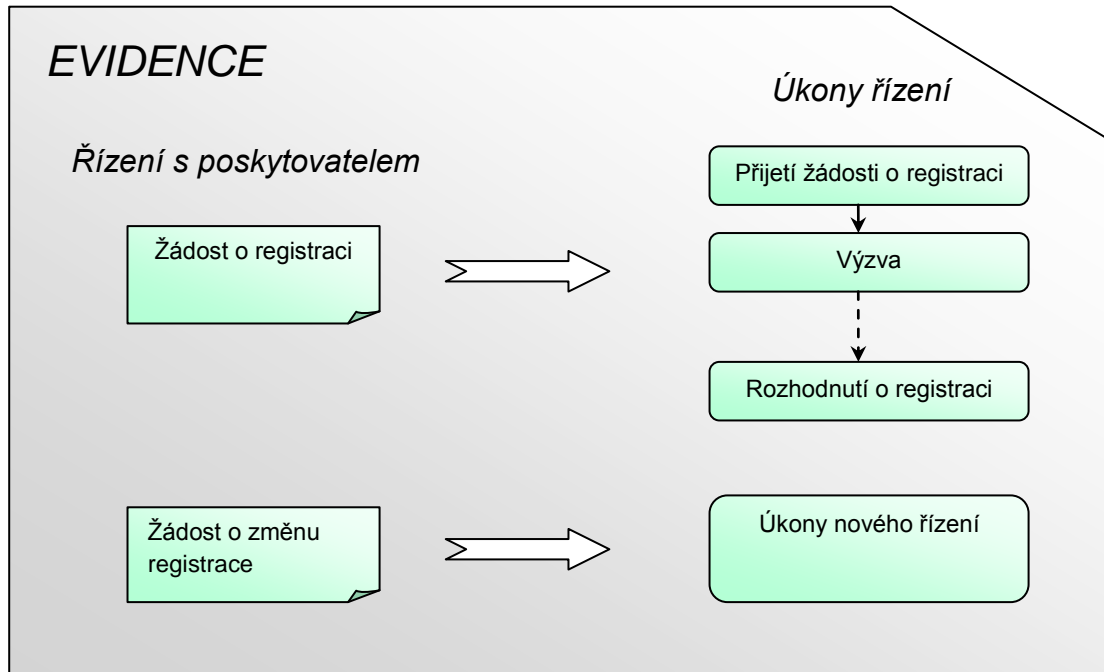 EVIDENCE
Úkony řízení
Řízení s poskytovatelem
Přijetí žádosti o registraci
Žádost o registraci
Výzva
Rozhodnutí o registraci
Žádost o změnu
registrace
Úkony nového řízení